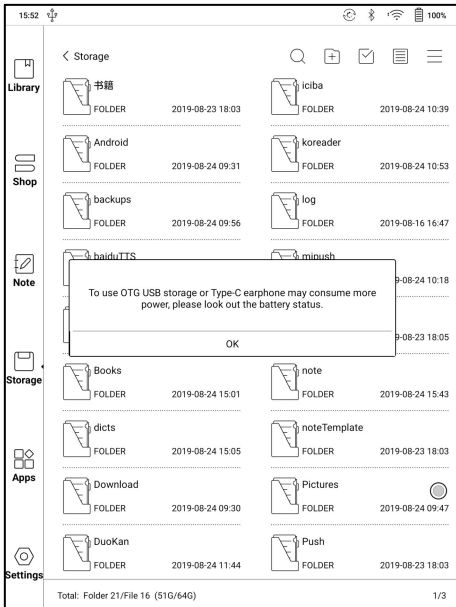 15:52
100%
Storage
Library
Shop
Note
Storage
Apps
Settings
书籍
FOLDER 2019-08-23 18:03
iciba
FOLDER 2019-08-24 10:39
Android
FOLDER 2019-08-24 09:31
koreader
FOLDER 2019-08-24 10:53
backups
FOLDER 2019-08-24 09:56
log
FOLDER 2019-08-16 16:47
baiduTTS
mipush
9-08-24 10:18
To use OTG USB storage or Type-C earphone may consume more
power, please look out the battery status.
OK
9-08-23 18:05
Books
FOLDER 2019-08-24 15:01
note
FOLDER 2019-08-24 15:43
dicts
FOLDER 2019-08-24 15:05
noteTemplate
FOLDER 2019-08-23 18:03
Download
FOLDER 2019-08-24 09:30
Pictures
FOLDER 2019-08-24 09:47
DuoKan
FOLDER 2019-08-24 11:44
Push
FOLDER 2019-08-23 18:03
Total: Folder 21/File 16 (51G/64G)
1/3